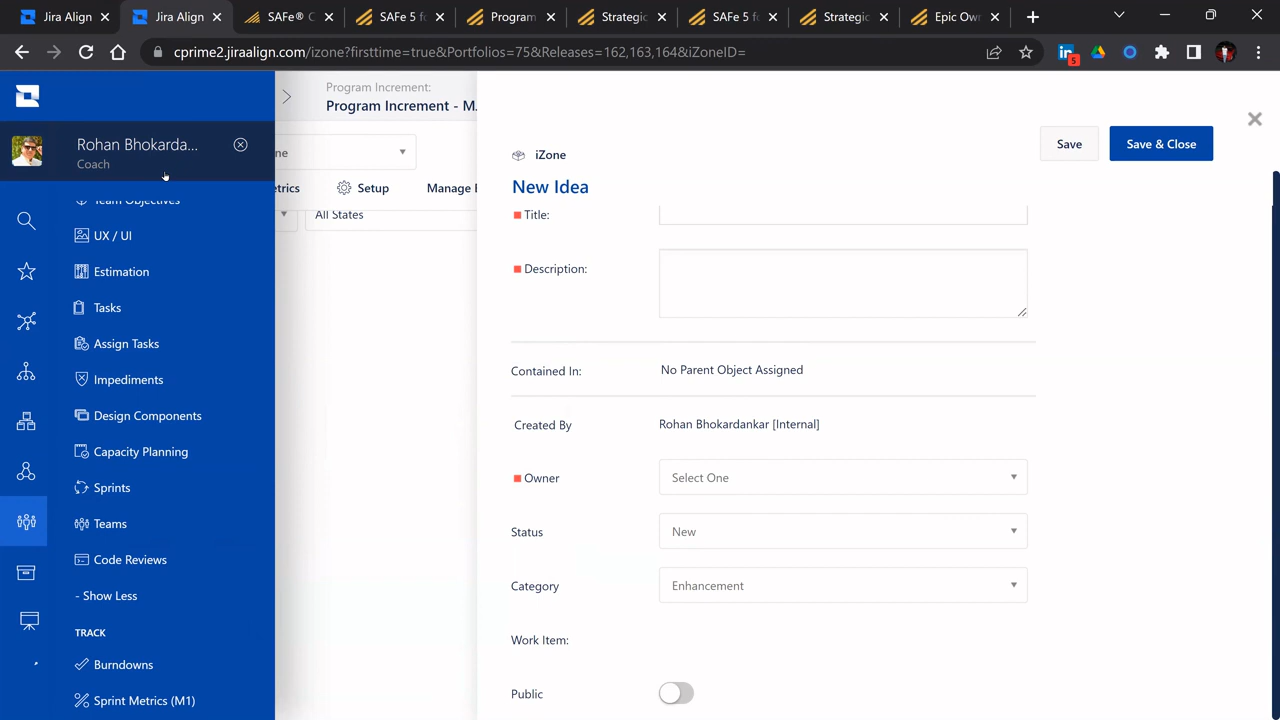 Jira Align
Jira Align
SAFe® C
SAFe 5 f
Program
Strategic
SAFe 5 f
Strategic
Epic Ow
cprime2.jiraalign.com/izone?firsttime=true&Portfolios=75&Releases=162,163,164&iZoneID=
5
Program Increment:
Program Increment - M.
Rohan Bhokarda...
Coach
ne
iZone
Save
Save & Close
New Idea
etrics
Setup
Manage
All States
Title:
Team Objectives
UX / UI
Estimation
Tasks
Assign Tasks
Impediments
Design Components
Capacity Planning
Sprints
Teams
Code Reviews
- Show Less
TRACK
Burndowns
Sprint Metrics (M1)
Description:
Contained In:
No Parent Object Assigned
Created By
Rohan Bhokardankar [Internal]
Owner
Select One
Status
New
Category
Enhancement
Work Item:
Public